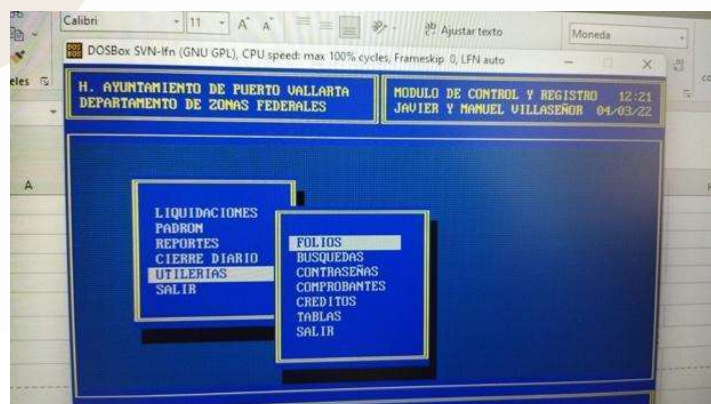 Calibri
11
A A
ab Ajustar texto
Moneda
DOSBox SVN-lfn (GNU GPL), CPU speed: max 100% cycles, Frameskip 0, LFN auto
eles
H. AYUNTAMIENTO DE PUERTO VALLARTA
DEPARTAMENTO DE ZONAS FEDERALES
MODULO DE CONTROL Y REGISTRO 12:21
JAVIER Y MANUEL VILLASEÑOR 04/03/22
A
LIQUIDACIONES
PADRON
REPORTES
CIERRE DIARIO
UTILERIAS
SALIR
FOLIOS
BUSQUEDAS
CONTRASEÑAS
COMPROBANTES
CREDITOS
TABLAS
SALIR